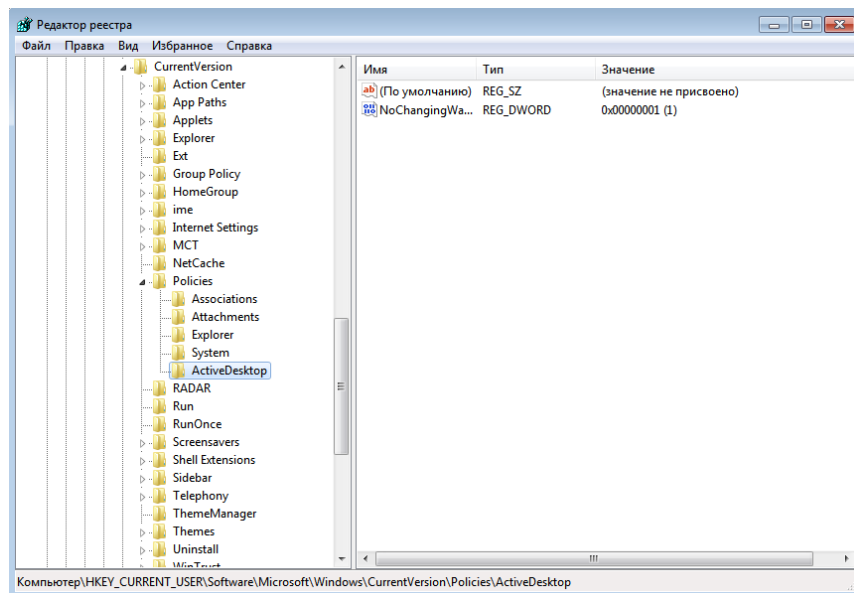 Редактор реестра
Файл Правка Вид Избранное Справка
CurrentVersion
Action Center
App Paths
Applets
Explorer
Ext
Group Policy
HomeGroup
ime
Internet Settings
MCT
NetCache
Policies
Associations
Attachments
Explorer
System
ActiveDesktop
RADAR
Run
RunOnce
Screensavers
Shell Extensions
Sidebar
Telephony
ThemeManager
Themes
Uninstall
WinTrust
Имя Тип Значение
(По умолчанию) REG_SZ (значение не присвоено)
NoChangingWa... REG_DWORD 0x00000001 (1)
Компьютер\HKEY_CURRENT_USER\Software\Microsoft\Windows\CurrentVersion\Policies\ActiveDesktop